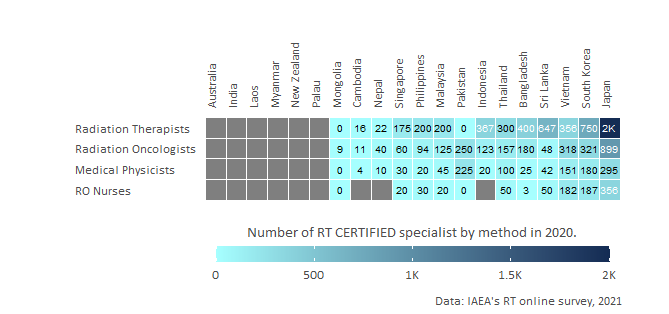 Australia India Laos Myanmar New Zealand Palau Mongolia Cambodia Nepal Singapore Philippines Malaysia Pakistan Indonesia Thailand Bangladesh Sri Lanka Vietnam South Korea Japan
Radiation Therapists 0 16 22 175 200 200 0 367 300 400 647 356 750 2K
Radiation Oncologists 9 11 40 60 94 125 250 123 157 180 48 318 321 899
Medical Physicists 0 4 10 30 20 45 225 20 100 25 42 151 180 295
RO Nurses 0 20 30 20 0 50 3 50 182 187 356
Number of RT CERTIFIED specialist by method in 2020.
0 500 1K 1.5K 2K
Data: IAEA's RT online survey, 2021